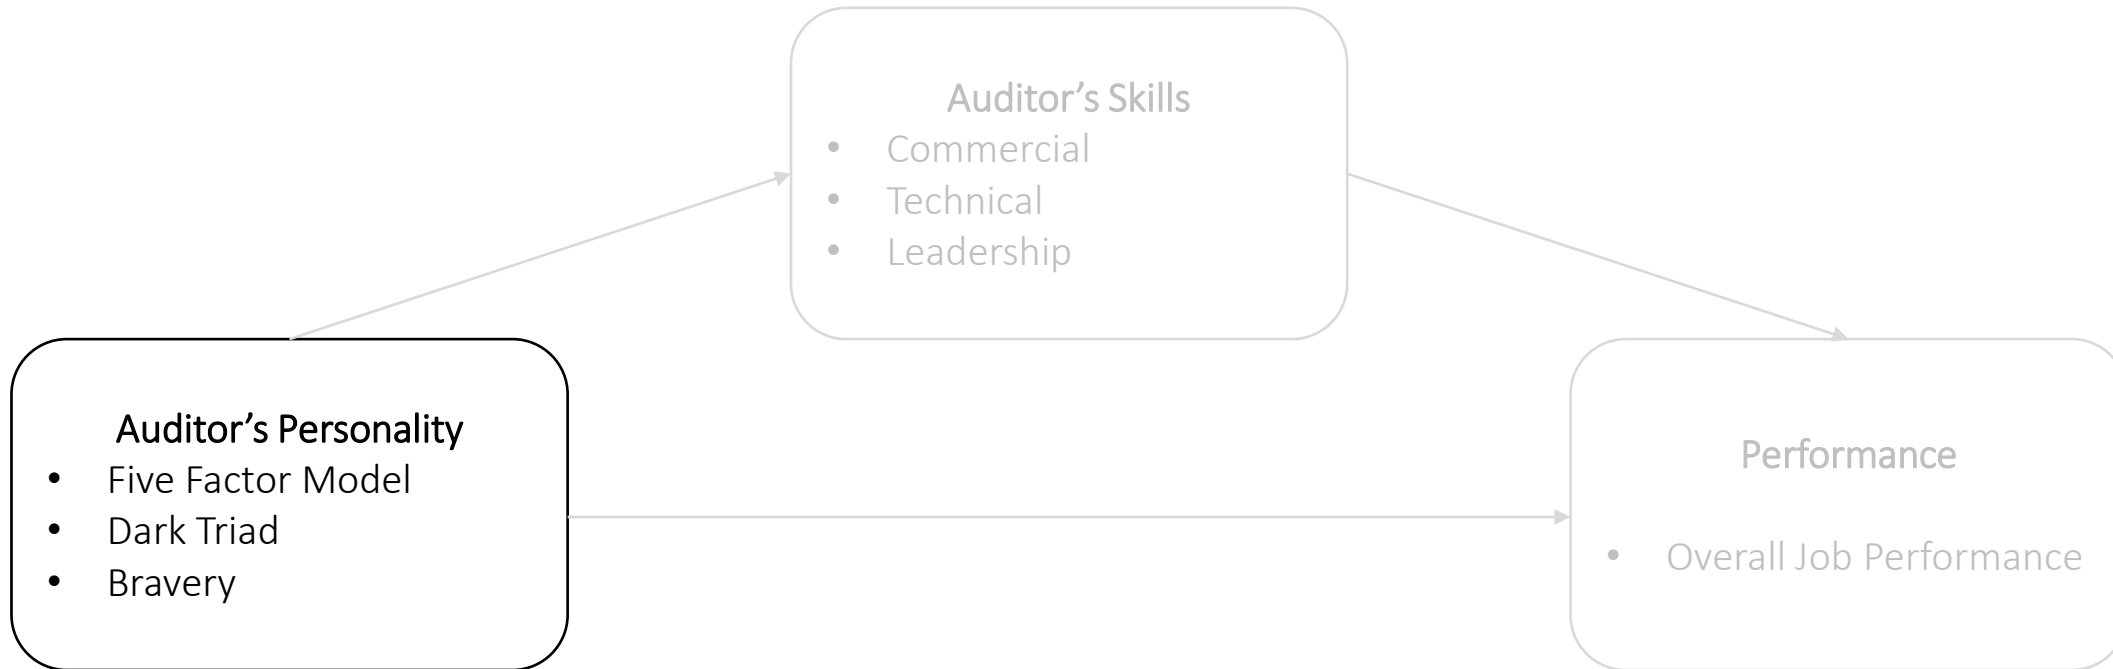 Auditor’s Skills
• Commercial
• Technical
• Leadership
Auditor’s Personality
• Five Factor Model
• Dark Triad
• Bravery
Performance
• Overall Job Performance